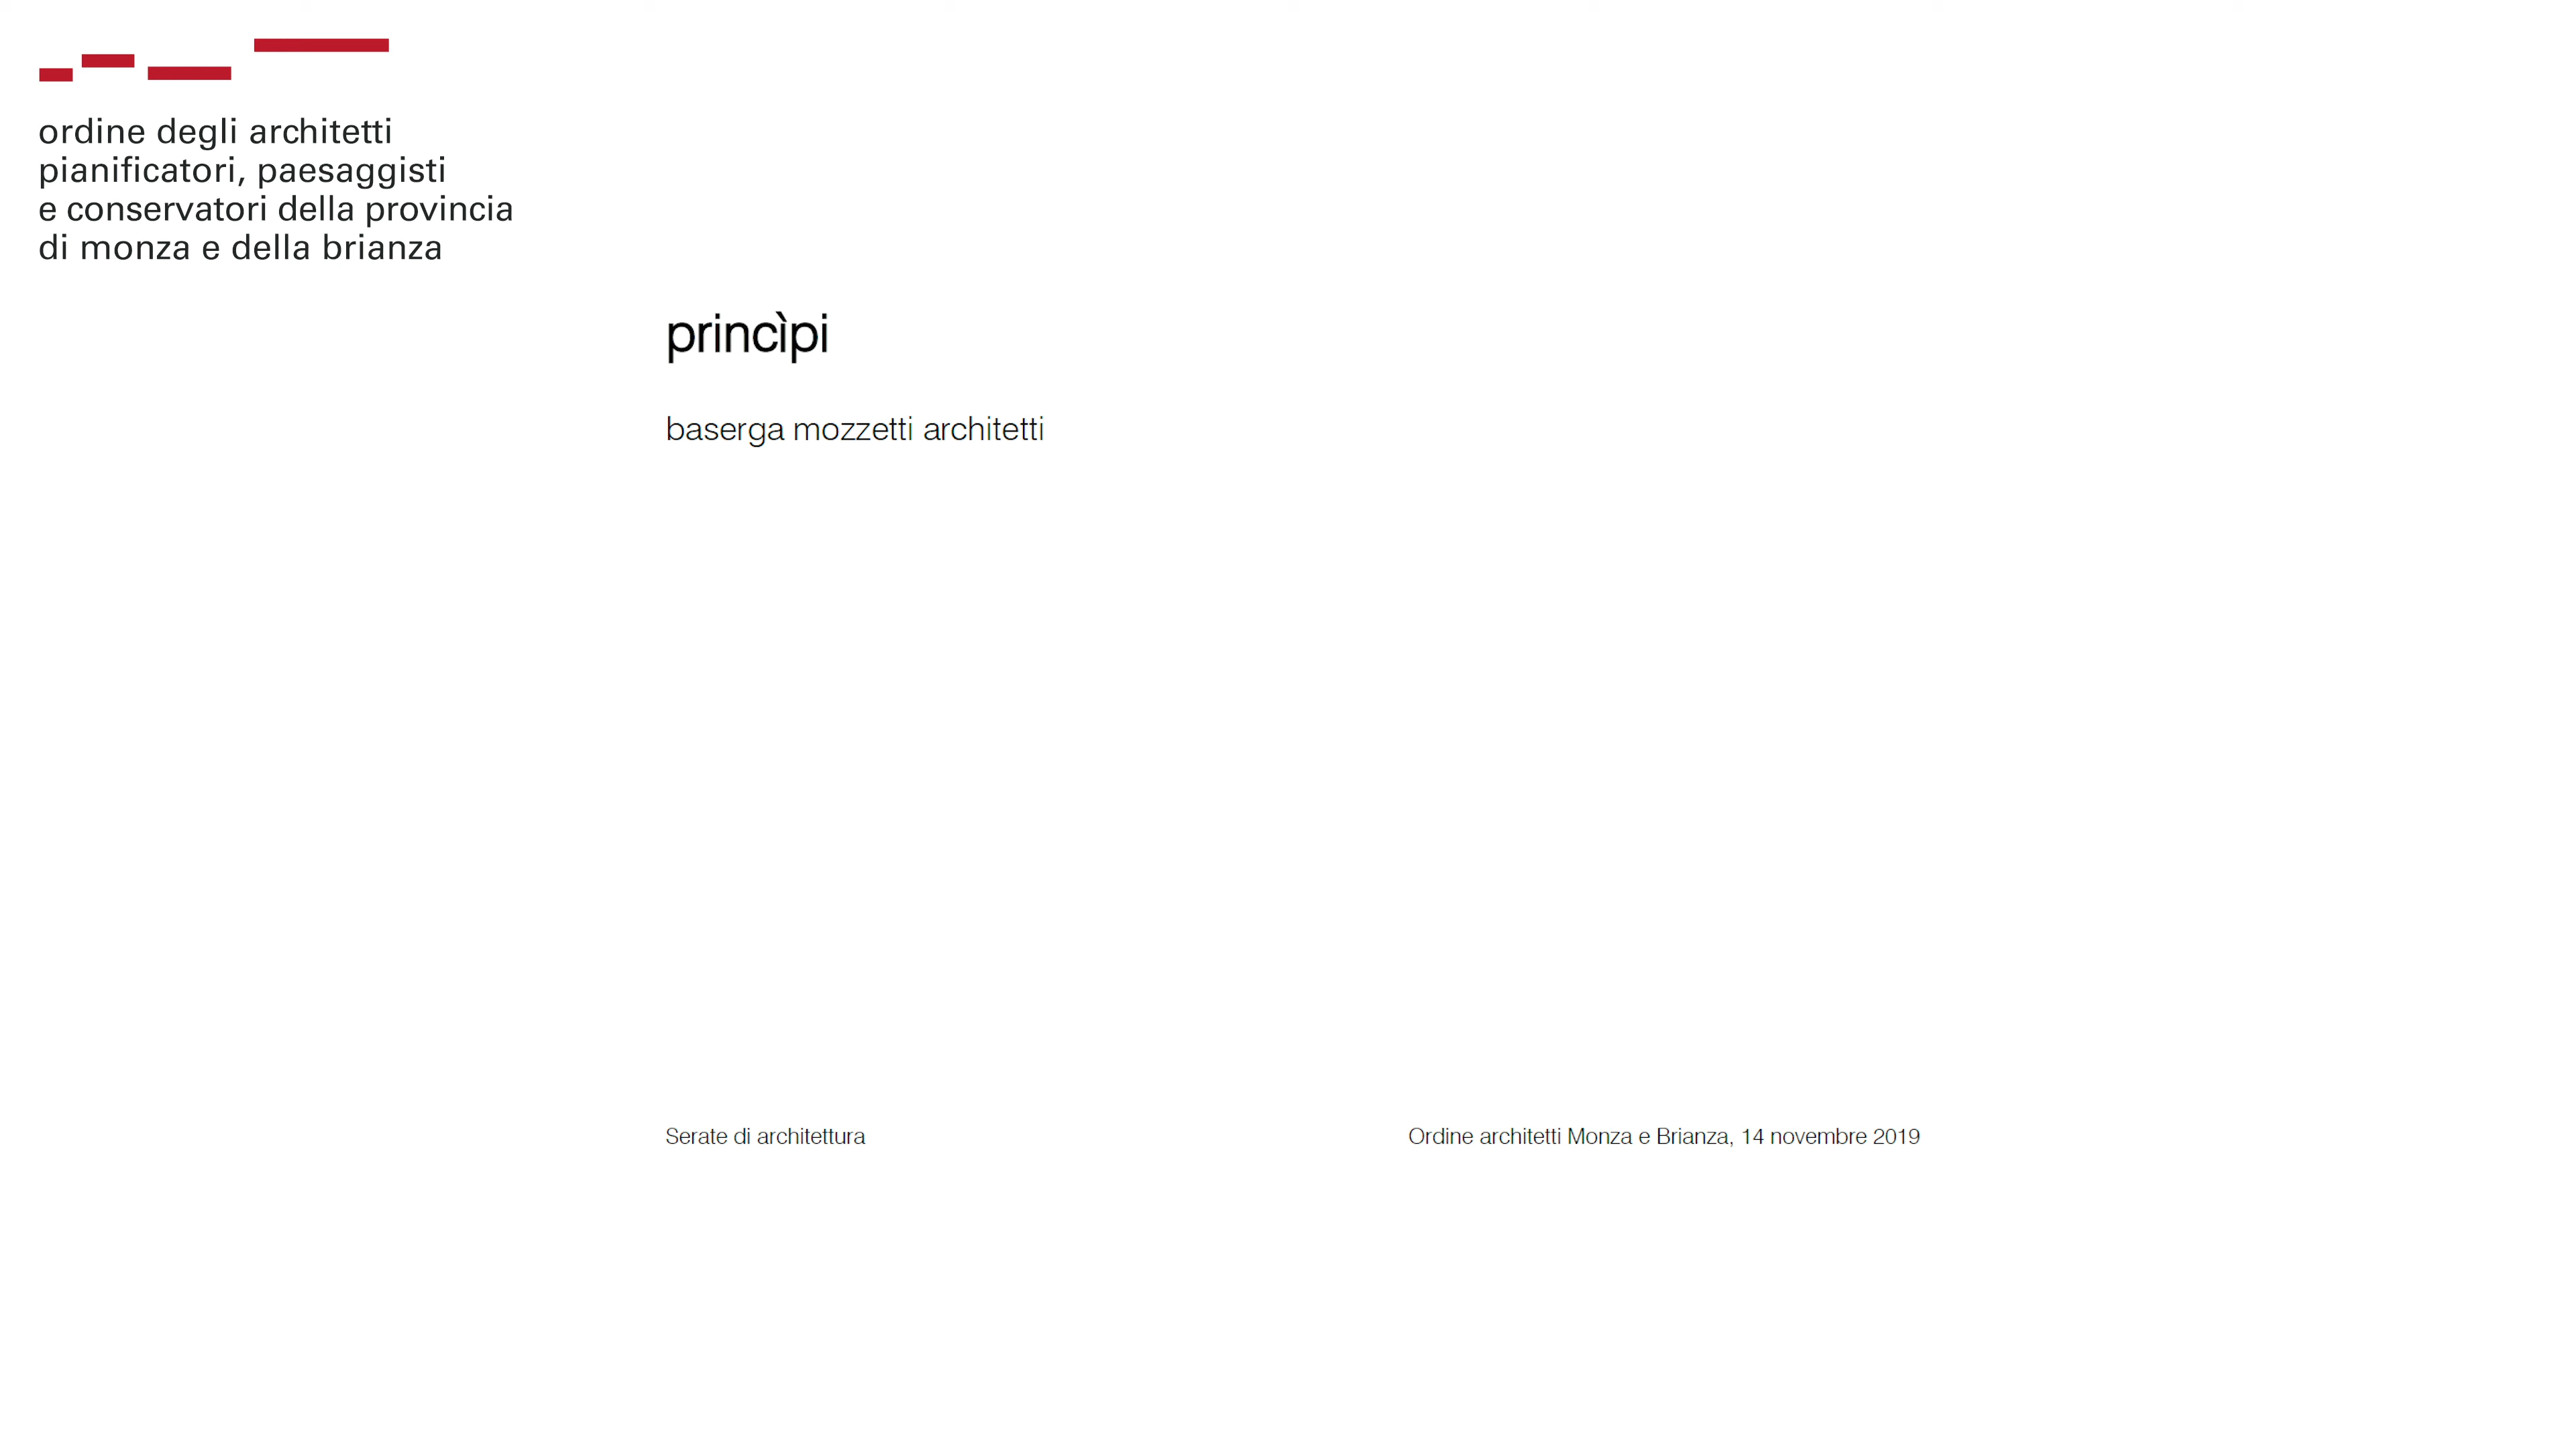 ordine degli architetti
pianificatori, paesaggisti
e conservatori della provincia
di monza e della brianza
princìpi
baserga mozzetti architetti
Serate di architettura
Ordine architetti Monza e Brianza, 14 novembre 2019